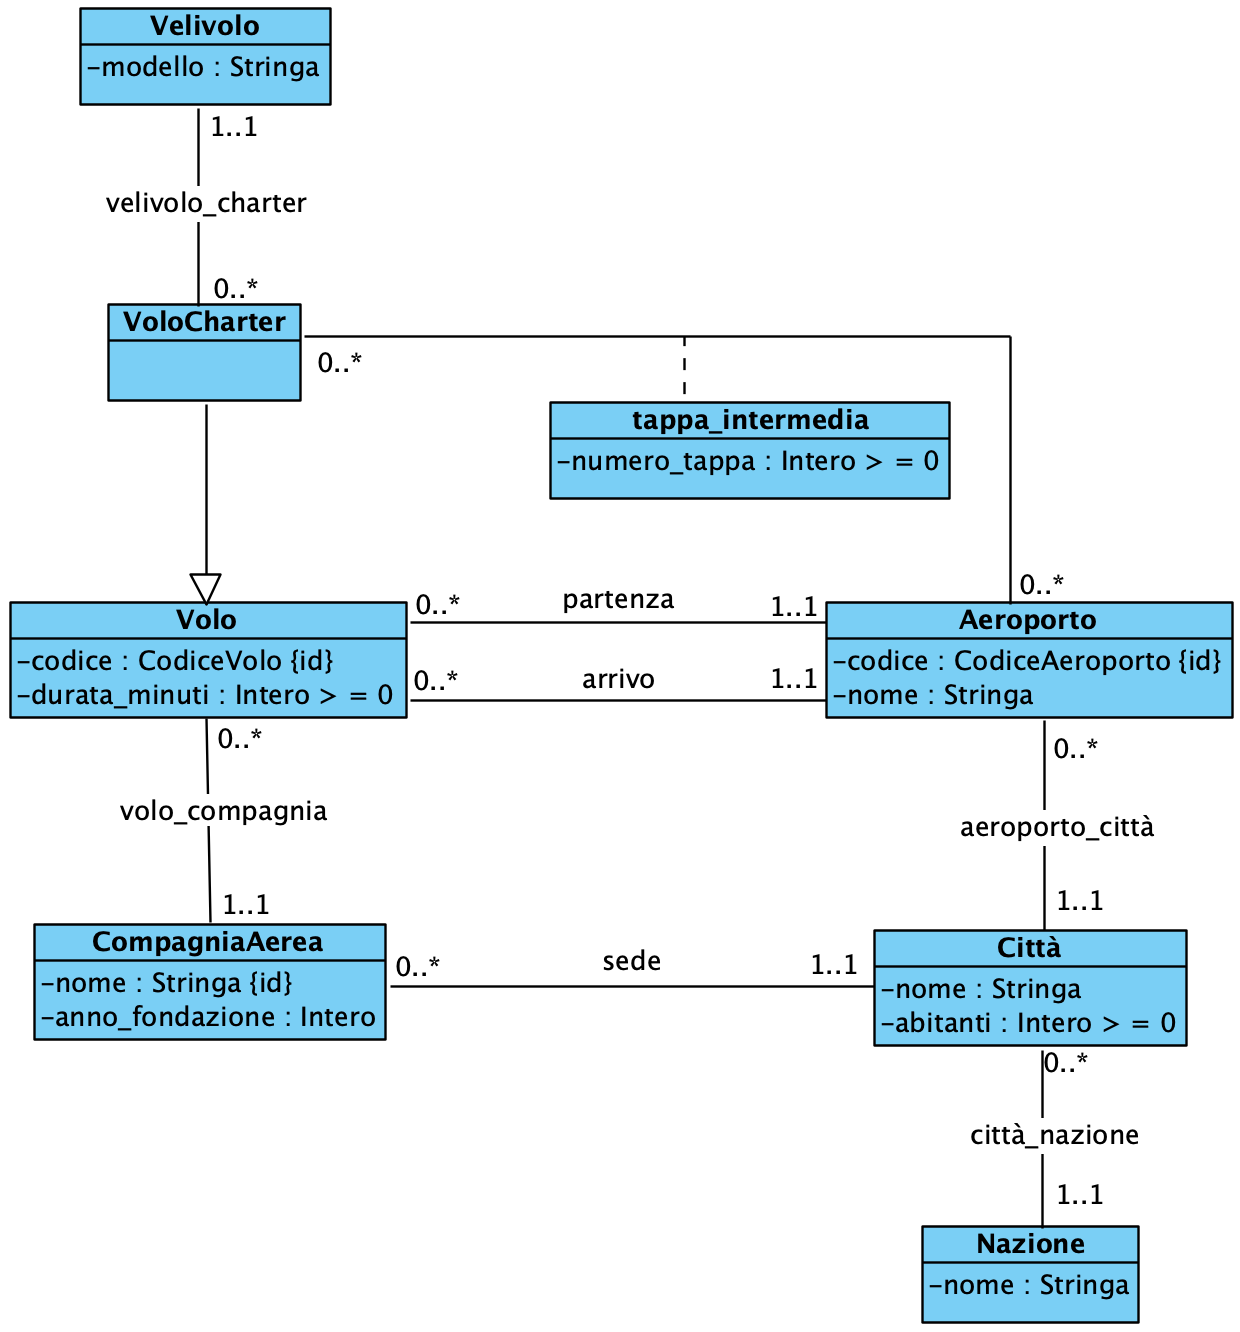 Velivolo
-modello : Stringa
1..1
velivolo_charter
0..*
VoloCharter
0..*
tappa_intermedia
-numero_tappa : Intero > = 0
0..*
Volo
-codice : CodiceVolo {id}
-durata_minuti : Intero > = 0
0..*
partenza
1..1
0..*
arrivo
1..1
Aeroporto
-codice : CodiceAeroporto {id}
-nome : Stringa
0..*
volo_compagnia
1..1
0..*
aeroporto_città
1..1
CompagniaAerea
-nome : Stringa {id}
-anno_fondazione : Intero
0..*
sede
1..1
Città
-nome : Stringa
-abitanti : Intero > = 0
0..*
città_nazione
1..1
Nazione
-nome : Stringa